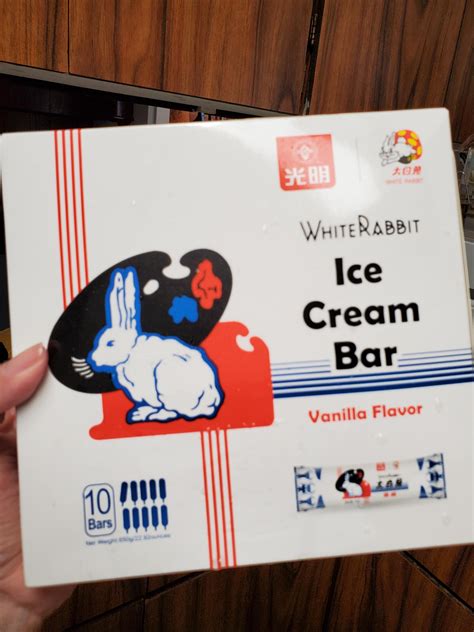 光明
大白兔
WHITE RABBIT
WHITERABBIT
Ice
Cream
Bar
Vanilla Flavor
10
Bars
大白兔